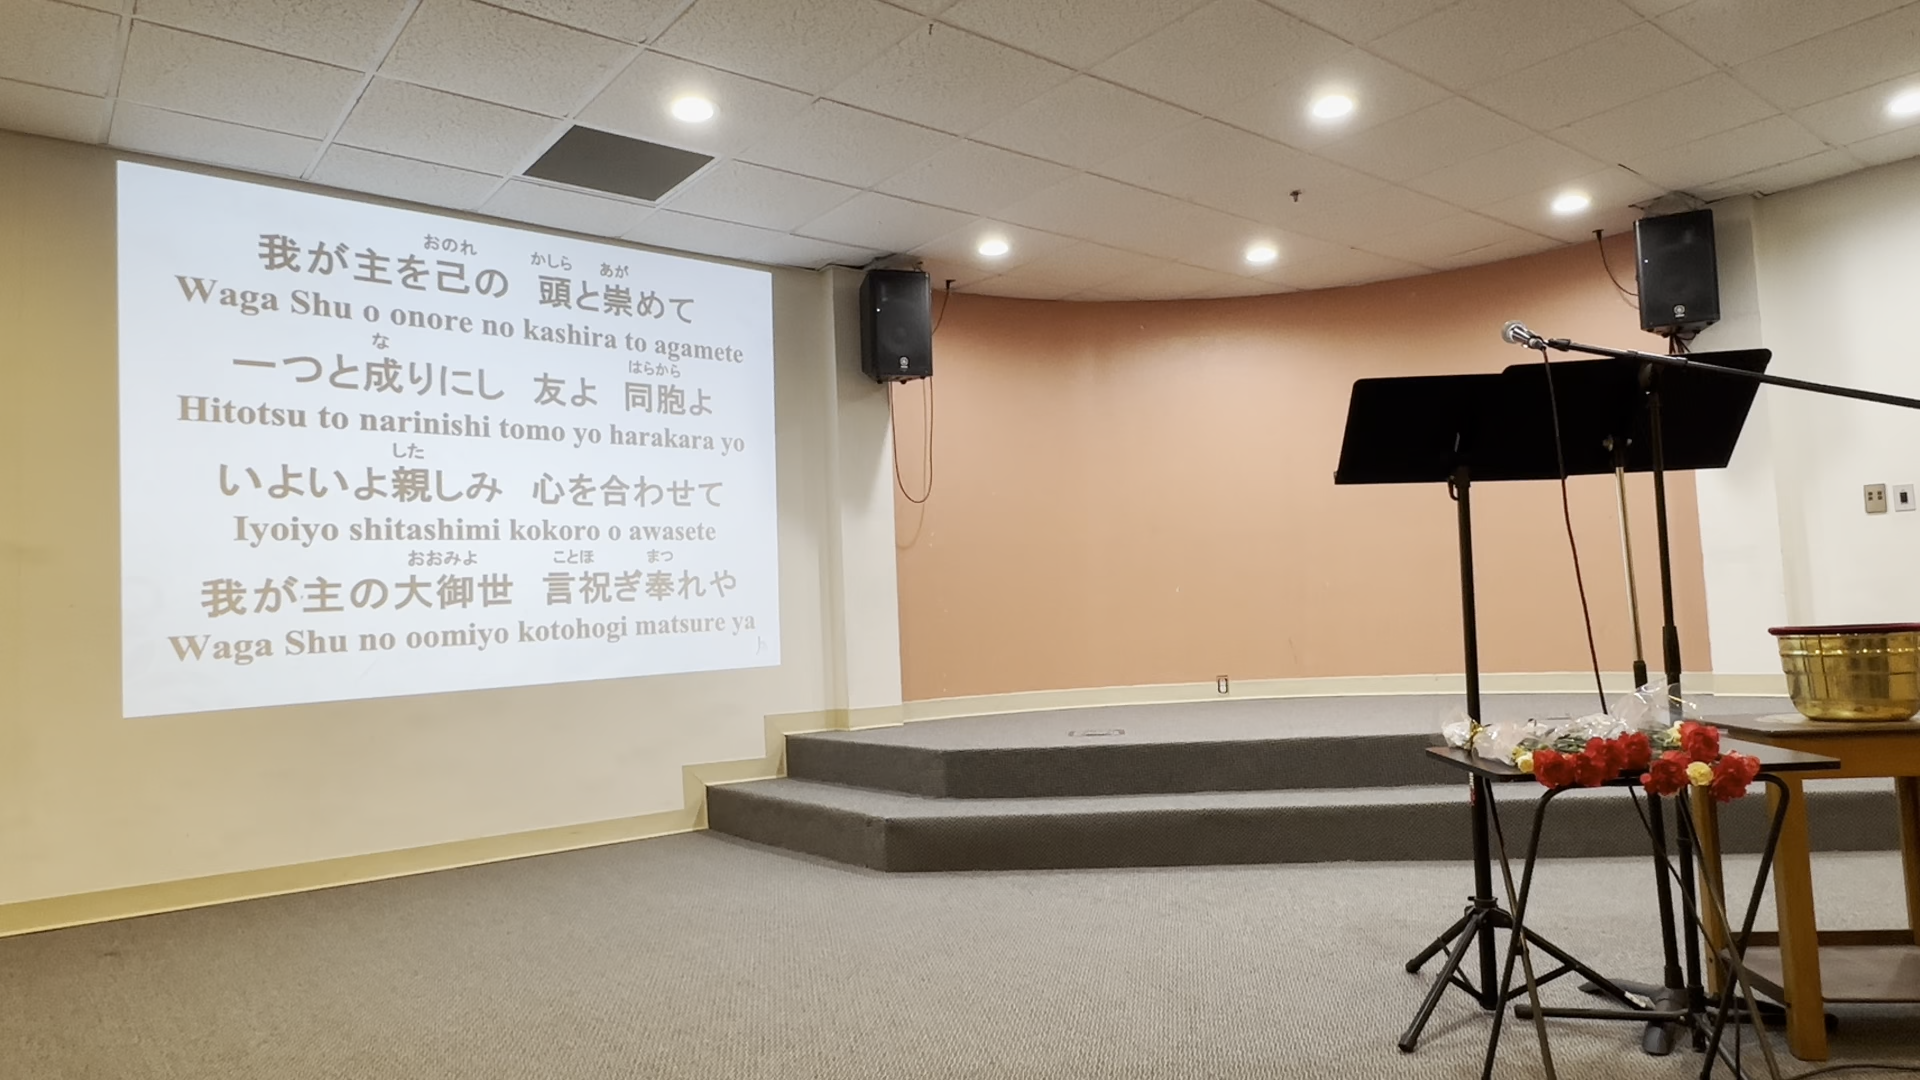 おのれ かしら あが
我が主を己の 頭と崇めて
Waga Shu o onore no kashira to agamete
な はらから
一つと成りにし 友よ 同胞よ
Hitotsu to narinishi tomo yo harakara yo
した
いよいよ親しみ 心を合わせて
Iyoiyo shitashimi kokoro o awasete
おおみよ ことほ まつ
我が主の大御世 言祝ぎ奉れや
Waga Shu no oomiyo kotohogi matsure ya